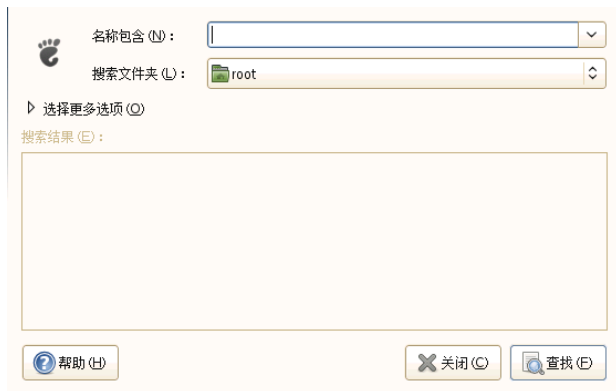 名称包含(N)：
搜索文件夹(L)： root
选择更多选项(O)
搜索结果(E)：
帮助(H) 关闭(C) 查找(F)